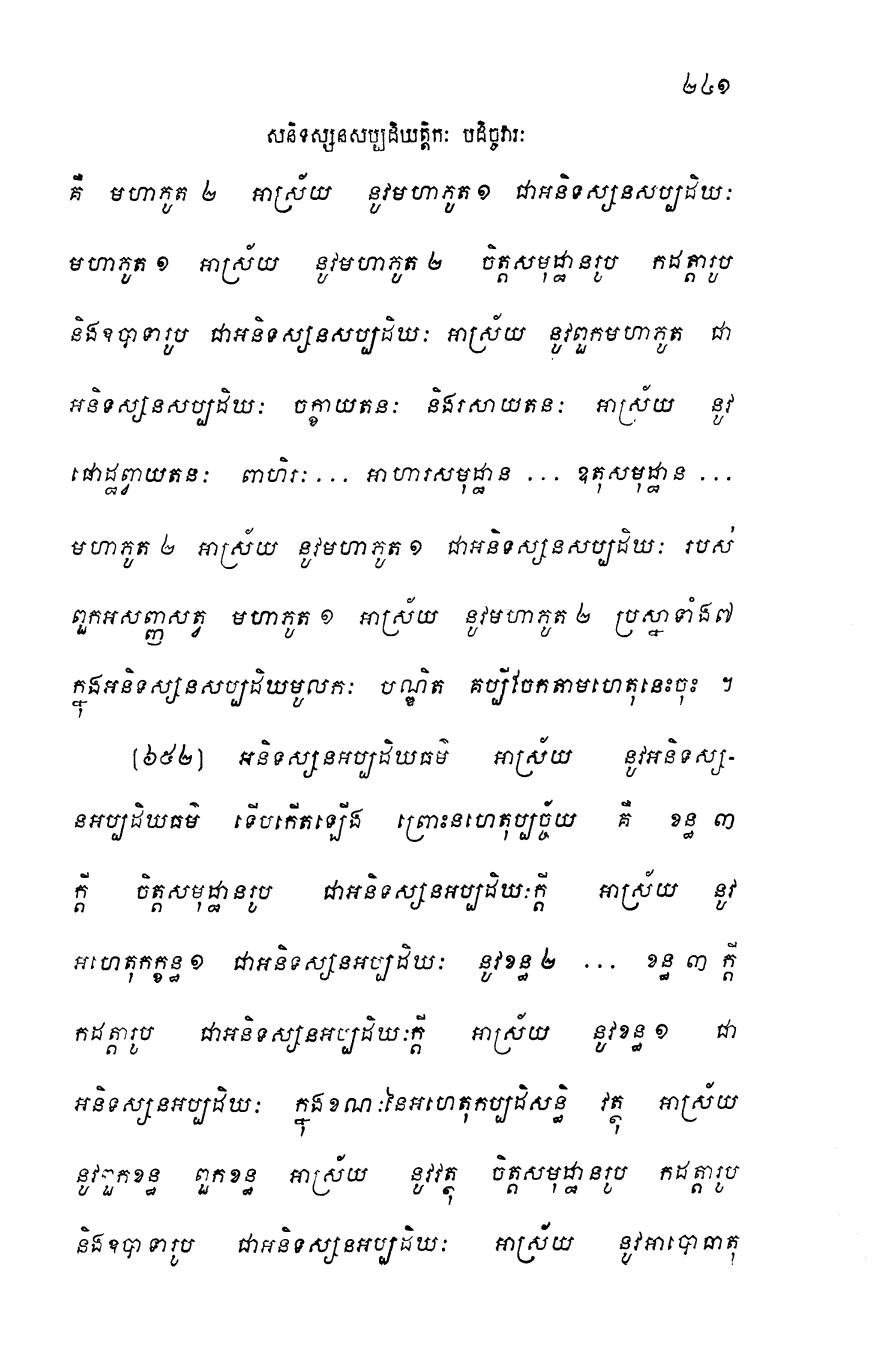 ២៤១
សនិទស្សនសប្បដិឃត្តិកៈ បដិច្ចវារៈ
គឺ មហាភូត ២ អាស្រ័យ នូវមហាភូត ១ ជាអនិទស្សនសប្បដិឃៈ
មហាភូត ១ អាស្រ័យ នូវមហាភូត ២ ចិត្តសមុដ្ឋានរូប កដត្តារូប
និងឧបាទារូប ជាអនិទស្សនសប្បដិឃៈ អាស្រ័យ នូវពួកមហាភូត ជា
អនិទស្សនសប្បដិឃៈ ចក្ខាយតនៈ និងរសាយតនៈ អាស្រ័យ នូវ
ផោដ្ឋព្វាយតនៈ ពាហិរៈ ... អាហារសមុដ្ឋាន ... ឧតុសមុដ្ឋាន ...
មហាភូត ២ អាស្រ័យ នូវមហាភូត ១ ជាអនិទស្សនសប្បដិឃៈ របស់
ពួកអសញ្ញសត្វ មហាភូត ១ អាស្រ័យ នូវមហាភូត ២ ប្រស្នាទាំង៧
ក្នុងអនិទស្សនសប្បដិឃមូលកៈ បណ្ឌិត គប្បីចែកតាមហេតុនេះចុះ ។
[៦៥២] អនិទស្សនអប្បដិឃធម៌ អាស្រ័យ នូវអនិទស្ស-
នអប្បដិឃធម៌ ទើបកើតឡើង ព្រោះនហេតុប្បច្ច័យ គឺ ខន្ធ ៣
ក្តី ចិត្តសមុដ្ឋានរូប ជាអនិទស្សនអប្បដិឃៈក្តី អាស្រ័យ នូវ
អហេតុកក្ខន្ធ ១ ជាអនិទស្សនអប្បដិឃៈ នូវខន្ធ ២ ... ខន្ធ ៣ ក្តី
កដត្តារូប ជាអនិទស្សនអប្បដិឃៈក្តី អាស្រ័យ នូវខន្ធ ១ ជា
អនិទស្សនអប្បដិឃៈ ក្នុងខណៈនៃអហេតុកប្បដិសន្ធិ វត្ថុ អាស្រ័យ
នូវពួកខន្ធ ពួកខន្ធ អាស្រ័យ នូវវត្ថុ ចិត្តសមុដ្ឋានរូប កដត្តារូប
និងឧបាទារូប ជាអនិទស្សនអប្បដិឃៈ អាស្រ័យ នូវអាបោធាតុ